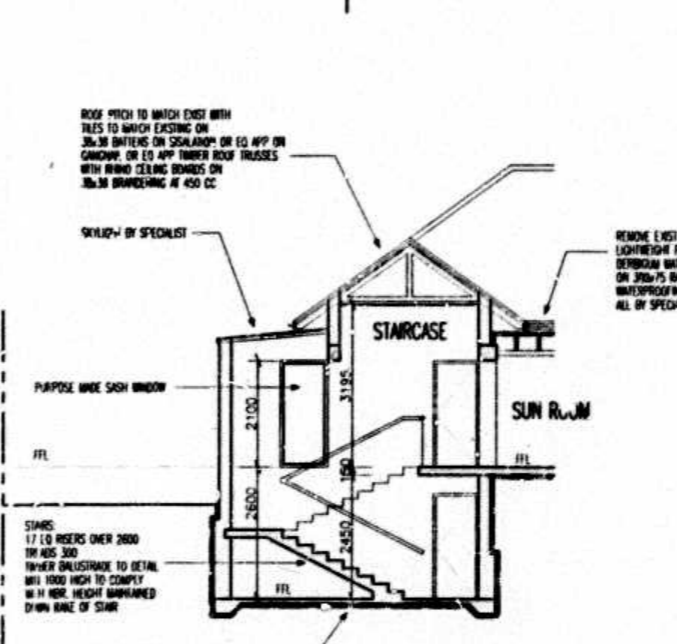 ROOF PITCH TO MATCH EXIST WITH
TILES TO MATCH EXISTING ON
38x38 BATTENS ON SISALATION OR EQ APP ON
OR EQ APP TIMBER ROOF TRUSSES
WITH RHINO CEILING BOARDS ON
38x38 BRANDERING AT 450 CC
SKYLIGHT BY SPECIALIST
REMOVE EXIST
LIGHTWEIGHT
ON
WATERPROOFIN
ALL BY SPECIA
STAIRCASE
PURPOSE MADE SASH WINDOW
2100
3195
SUN ROOM
FFL
FFL
150
2600
2450
STAIRS:
17 EQ RISERS OVER 2600
TREADS 300
TIMBER BALUSTRADE TO DETAIL
MIN 1000 HIGH TO COMPLY
W H NBR. HEIGHT MAINTAINED
DOWN RAKE OF STAIR
FFL